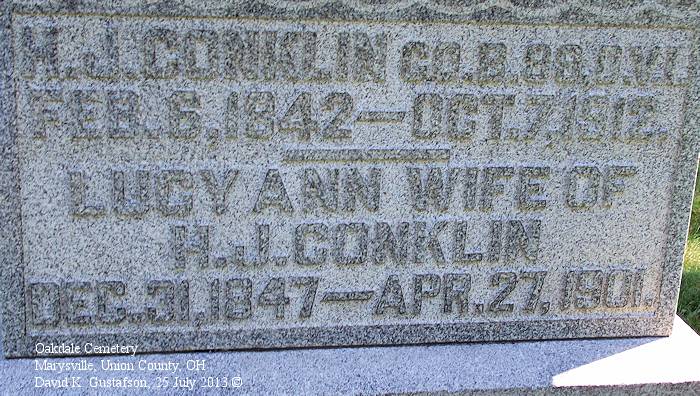 H.J.CONKLIN CO.B.86,O.V.I.
FEB.6,1842—OCT.7,1912.
LUCY ANN WIFE OF
H.J.CONKLIN
DEC.31,1847—APR.27,1901.
Oakdale Cemetery
Marysville, Union County, OH
David K. Gustafson, 25 July 2013 ©